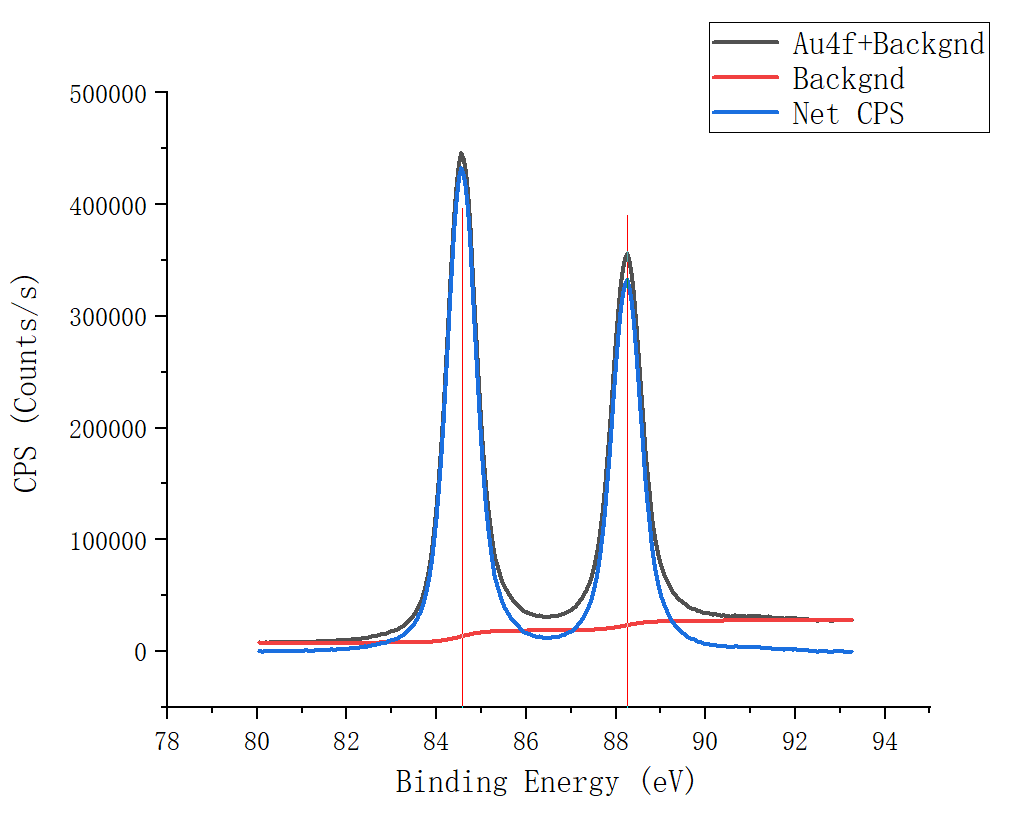 Au4f+Backgnd
Backgnd
Net CPS
500000
400000
300000
200000
100000
0
CPS (Counts/s)
78 80 82 84 86 88 90 92 94
Binding Energy (eV)